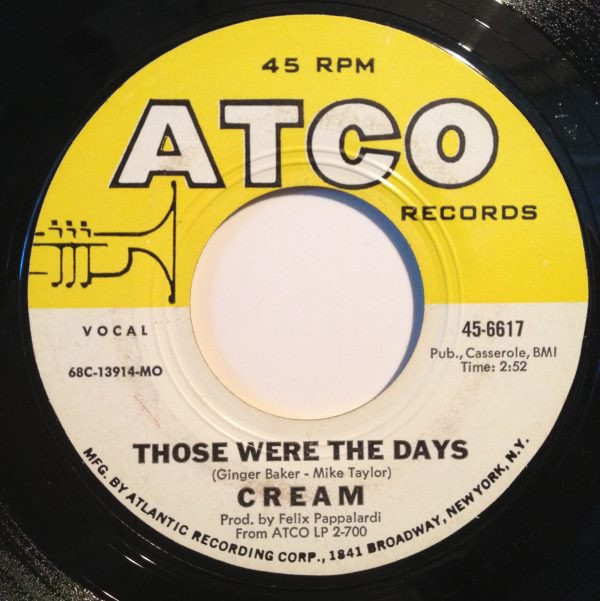 45 RPM
ATCO
RECORDS
VOCAL
45-6617
Pub., Casserole, BMI
68C-13914-MO
Time: 2:52
THOSE WERE THE DAYS
(Ginger Baker - Mike Taylor)
CREAM
Prod. by Felix Pappalardi
From ATCO LP 2-700
MFG. BY ATLANTIC RECORDING CORP., 1841 BROADWAY, NEW YORK, N.Y.